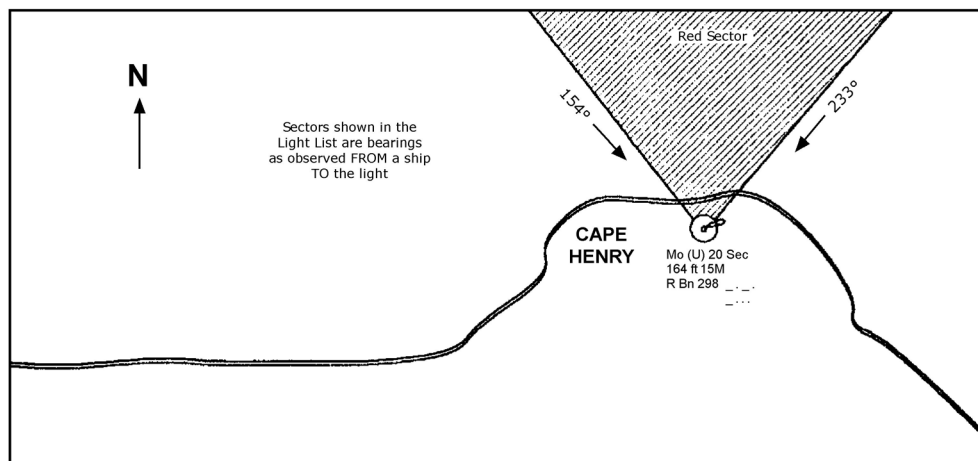 Red Sector
N
154°
233°
Sectors shown in the
Light List are bearings
as observed FROM a ship
TO the light
CAPE
HENRY
Mo (U) 20 Sec
164 ft 15M
R Bn 298 _ . _ .
_ . . .